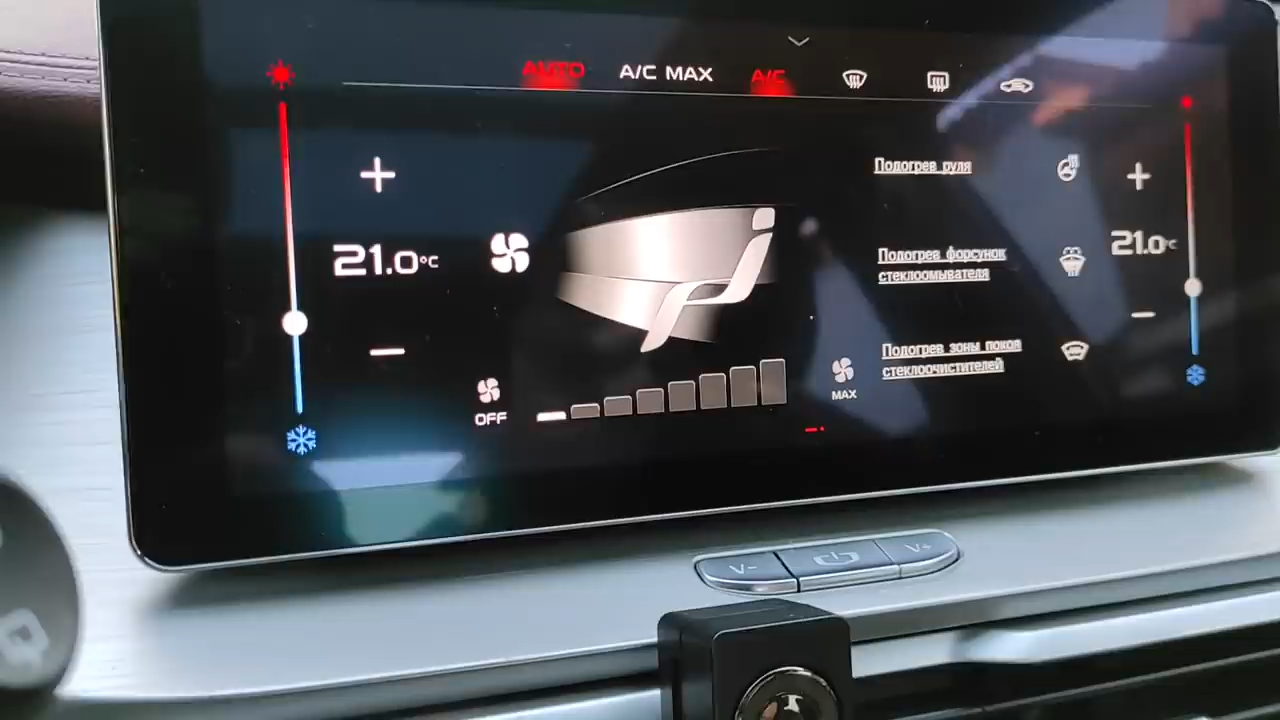 AUTO A/C MAX A/C
Подогрев руля
21.0°C
21.0°C
Подогрев форсунок
стеклоомывателя
Подогрев зоны покоя
стеклоочистителей
OFF
MAX
V-
V+